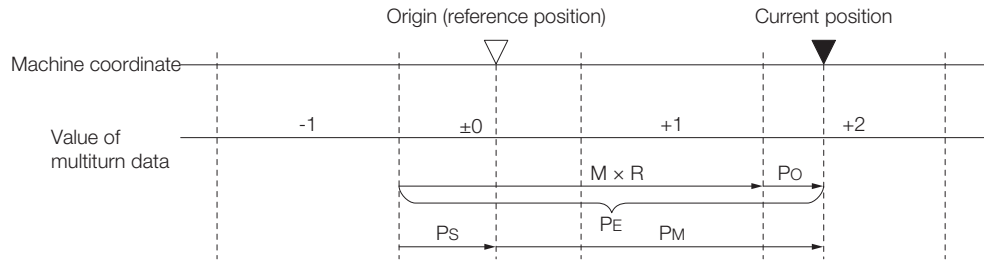 Origin (reference position) Current position
Machine coordinate
-1 ±0 +1 +2
Value of
multiturn data
M × R PO
PE
PS PM